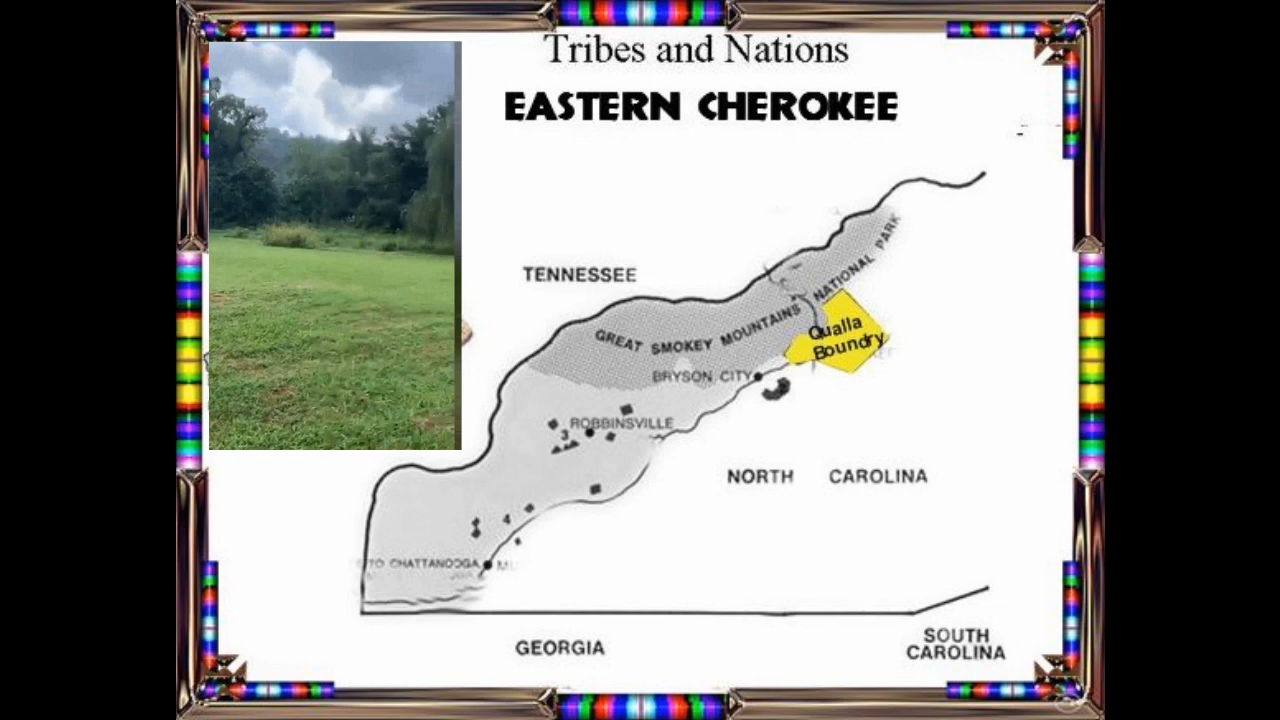 Tribes and Nations
EASTERN CHEROKEE
TENNESSEE
GREAT SMOKEY MOUNTAINS NATIONAL PARK
Qualla
Boundry
BRYSON CITY
ROBBINSVILLE
3
NORTH CAROLINA
4
TO CHATTANOOGA
GEORGIA
SOUTH
CAROLINA